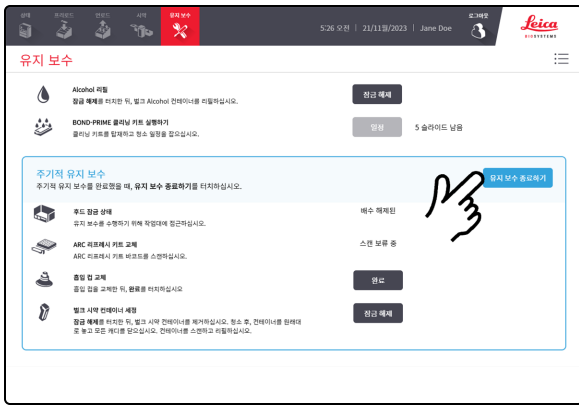 상태
프리로드
언로드
시약
유지 보수
5:26 오전 | 21/11월/2023 | Jane Doe
로그아웃
Leica
BIOSYSTEMS
유지 보수
Alcohol 리필
잠금 해제를 터치한 뒤, 벌크 Alcohol 컨테이너를 리필하십시오.
잠금 해제
BOND-PRIME 클리닝 키트 실행하기
클리닝 키트를 탑재하고 청소 일정을 잡으십시오.
일정
5 슬라이드 남음
주기적 유지 보수
주기적 유지 보수를 완료했을 때, 유지 보수 종료하기를 터치하십시오.
유지 보수 종료하기
후드 잠금 상태
유지 보수를 수행하기 위해 작업대에 접근하십시오.
배수 해제된
ARC 리프레시 키트 교체
ARC 리프레시 키트 바코드를 스캔하십시오.
스캔 보류 중
흡입 컵 교체
흡입 컵을 교체한 뒤, 완료를 터치하십시오
완료
벌크 시약 컨테이너 세정
잠금 해제를 터치한 뒤, 벌크 시약 컨테이너를 제거하십시오. 청소 후, 컨테이너를 원래대
로 놓고 모든 캐디를 닫으십시오. 컨테이너를 스캔하고 리필하십시오.
잠금 해제